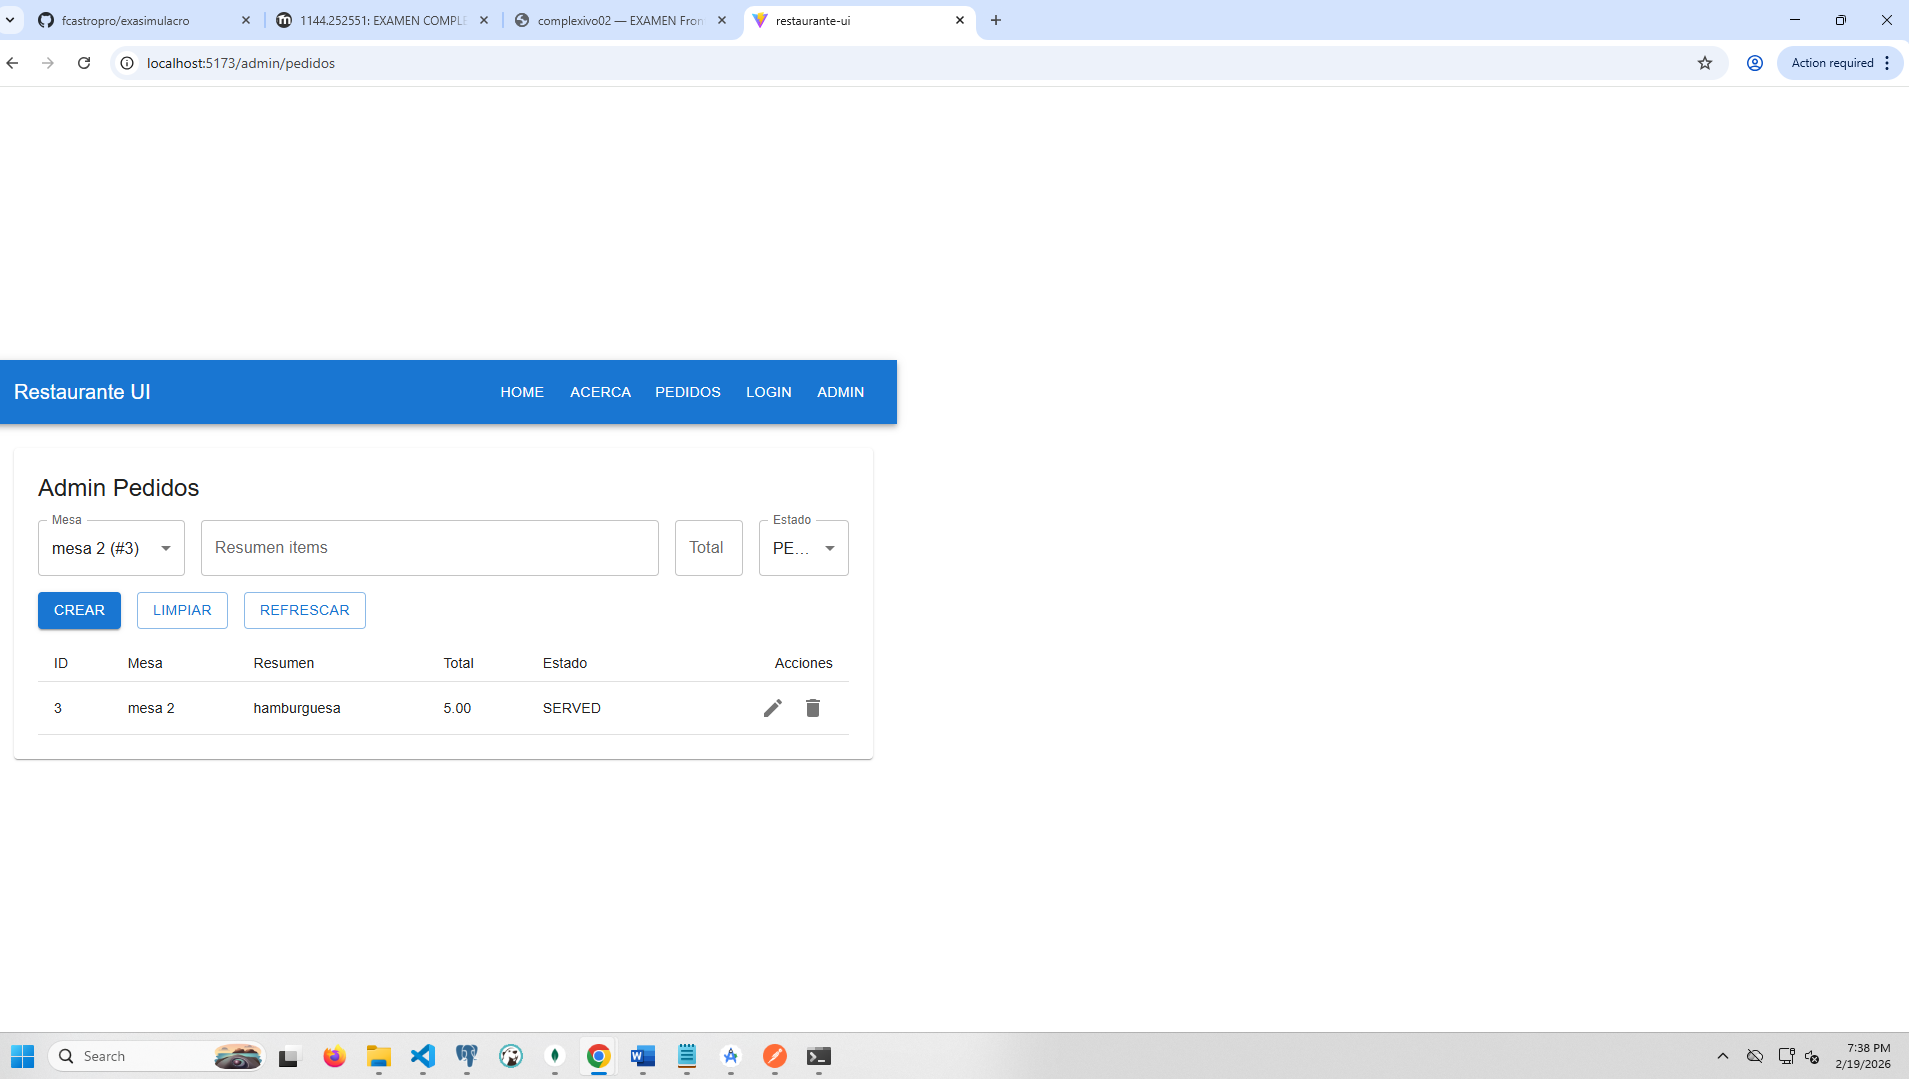 fcastropro/exasimulacro
1144.252551: EXAMEN COMPLE
complexivo02 — EXAMEN Fron
restaurante-ui
localhost:5173/admin/pedidos
Action required
Restaurante UI
HOME
ACERCA
PEDIDOS
LOGIN
ADMIN
Admin Pedidos
Mesa
mesa 2 (#3)
Resumen items
Total
Estado
PE...
CREAR
LIMPIAR
REFRESCAR
ID Mesa Resumen Total Estado Acciones
3 mesa 2 hamburguesa 5.00 SERVED
Search
7:38 PM
2/19/2026